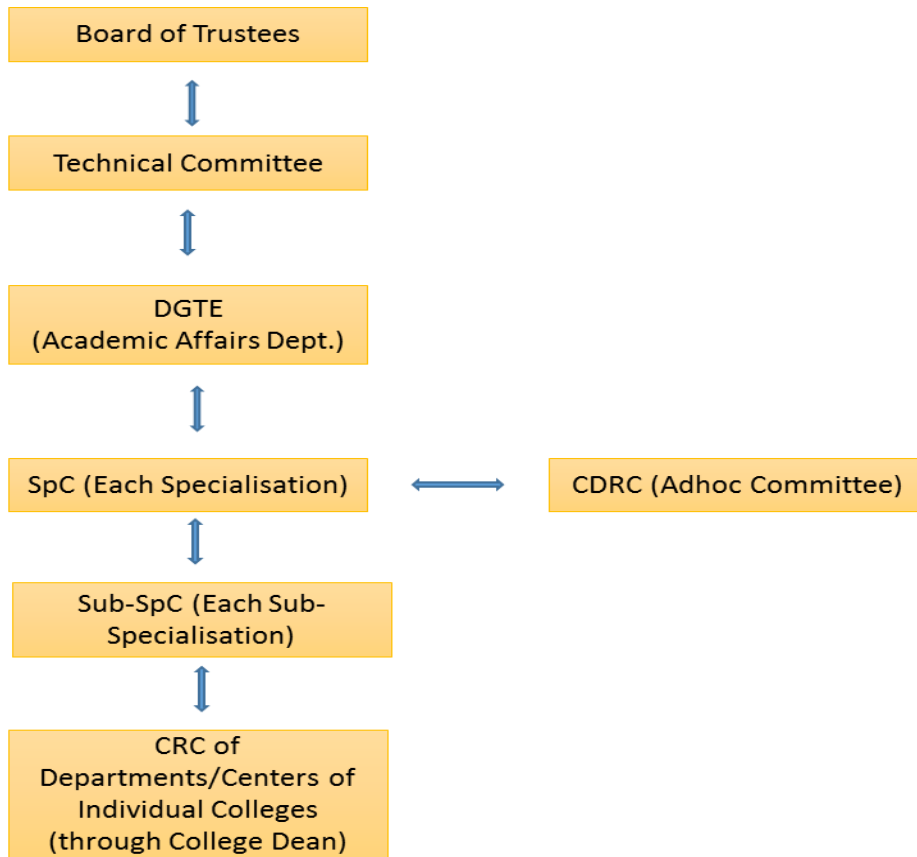 Board of Trustees
Technical Committee
DGTE
(Academic Affairs Dept.)
SpC (Each Specialisation)
CDRC (Adhoc Committee)
Sub-SpC (Each Sub-
Specialisation)
CRC of
Departments/Centers of
Individual Colleges
(through College Dean)